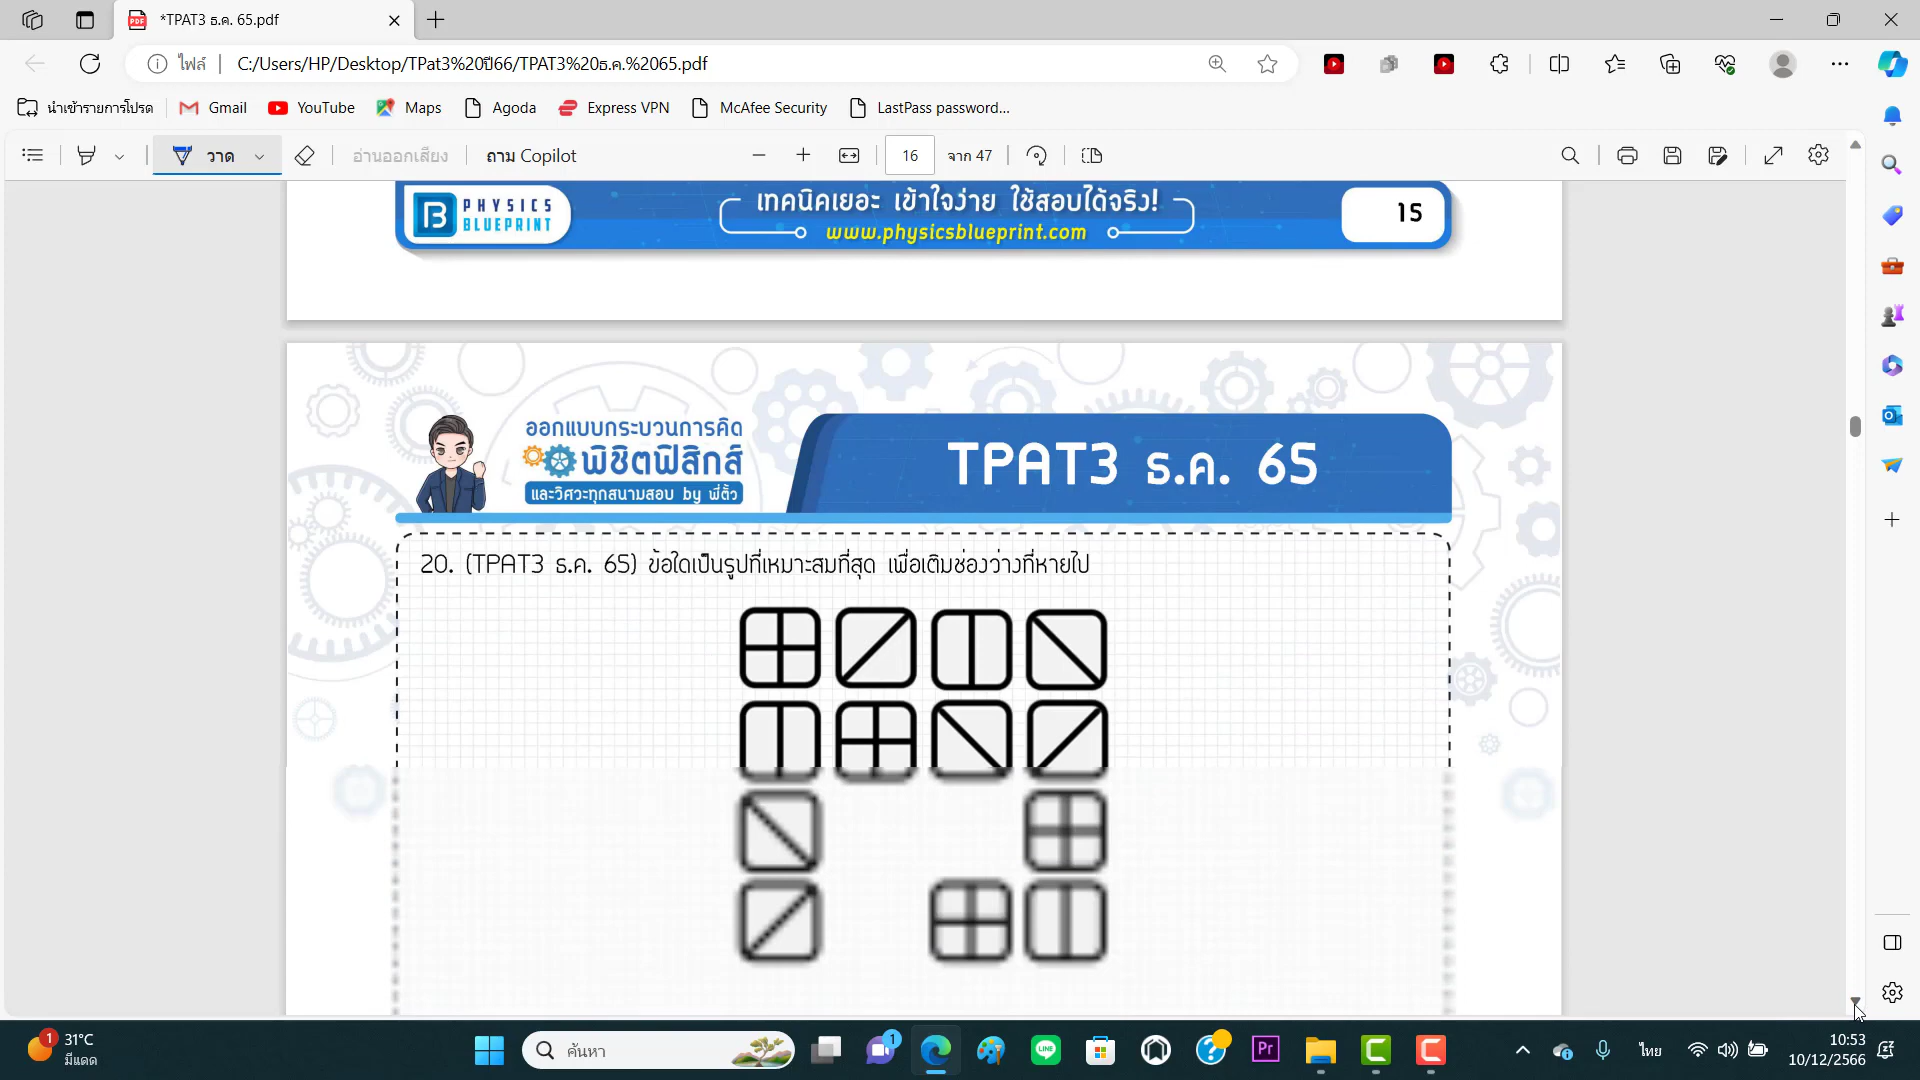 *TPAT3 ธ.ค. 65.pdf
ไฟล์
C:/Users/HP/Desktop/TPat3%20ปี66/TPAT3%20ธ.ค.%2065.pdf
นำเข้ารายการโปรด
Gmail
YouTube
Maps
Agoda
Express VPN
McAfee Security
LastPass password...
วาด
อ่านออกเสียง
ถาม Copilot
16
จาก 47
PHYSICS
BLUEPRINT
เทคนิคเยอะ เข้าใจง่าย ใช้สอบได้จริง!
www.physicsblueprint.com
15
ออกแบบกระบวนการคิด
พิชิตฟิสิกส์
และวิศวะทุกสนามสอบ by พี่ตั้ว
TPAT3 ธ.ค. 65
20. (TPAT3 ธ.ค. 65) ข้อใดเป็นรูปที่เหมาะสมที่สุด เพื่อเติมช่องว่างที่หายไป
1
31°C
มีแดด
ค้นหา
1
Pr
ไทย
10:53
10/12/2566